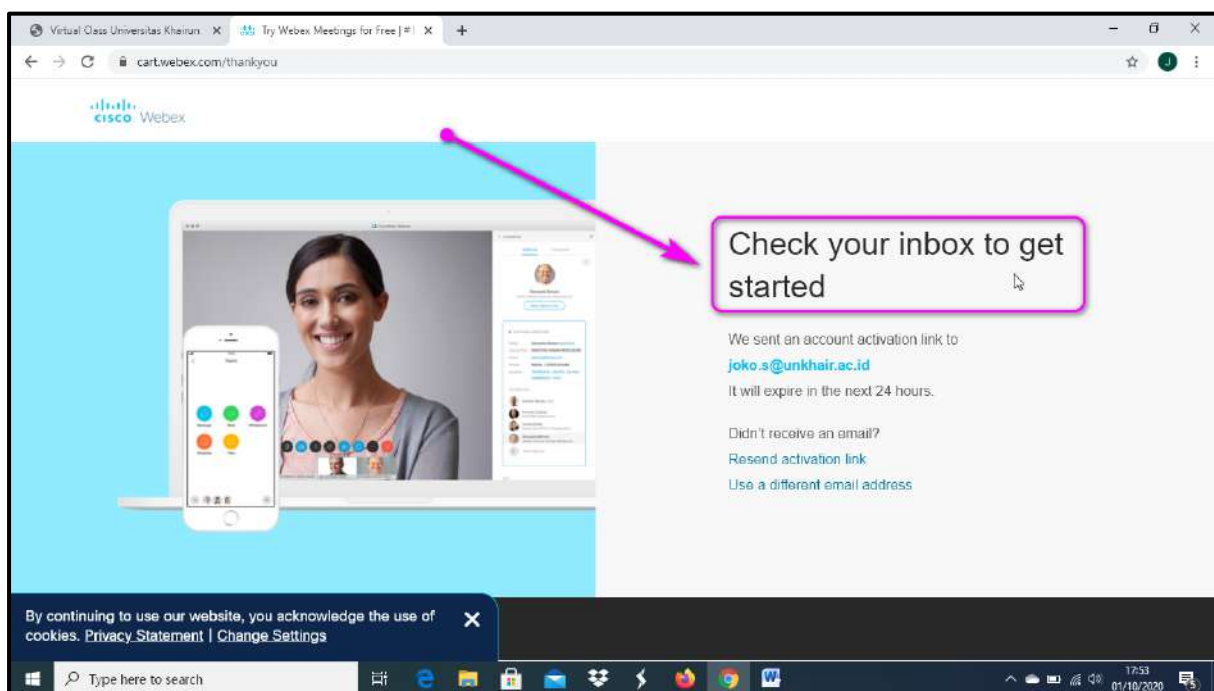 Virtual Class Universitas Khairun
Try Webex Meetings for Free | #1
cart.webex.com/thankyou
J
cisco Webex
Check your inbox to get
started
We sent an account activation link to
joko.s@unkhair.ac.id
It will expire in the next 24 hours.
Didn't receive an email?
Resend activation link
Use a different email address
By continuing to use our website, you acknowledge the use of
cookies. Privacy Statement | Change Settings
Type here to search
17:53
01/10/2020